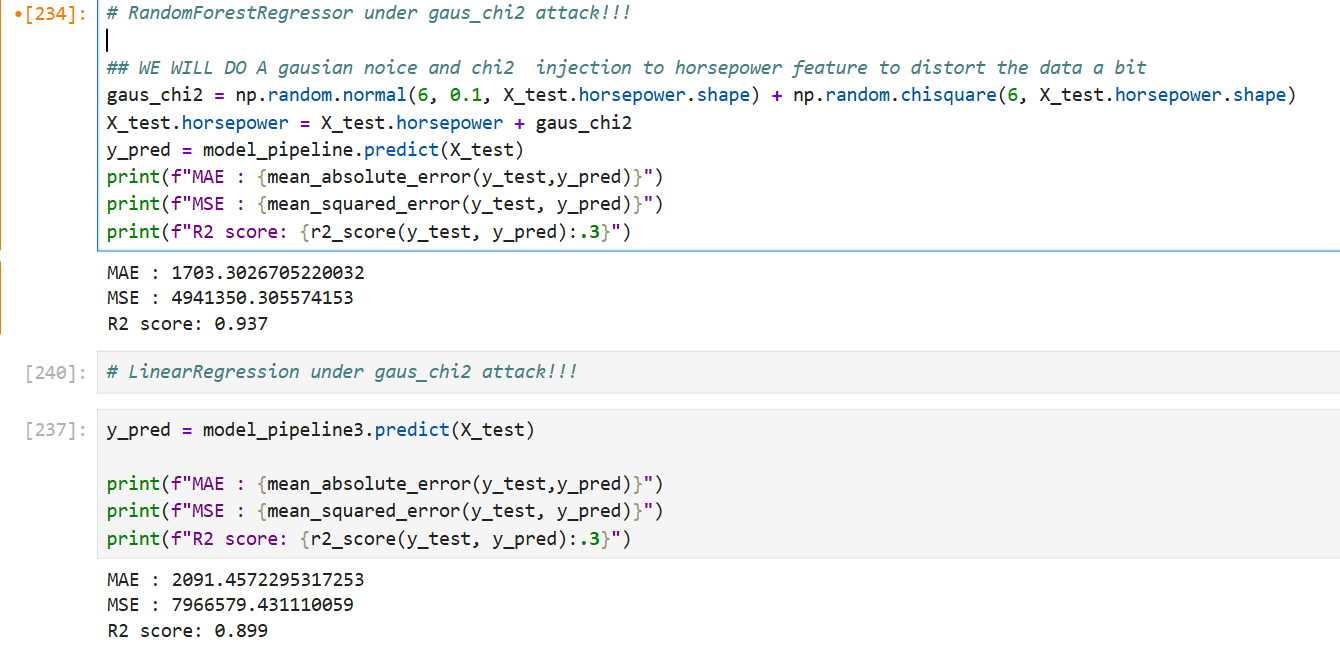 [234]: # RandomForestRegressor under gaus_chi2 attack!!!
## WE WILL DO A gausian noice and chi2  injection to horsepower feature to distort the data a bit
gaus_chi2 = np.random.normal(6, 0.1, X_test.horsepower.shape) + np.random.chisquare(6, X_test.horsepower.shape)
X_test.horsepower = X_test.horsepower + gaus_chi2
y_pred = model_pipeline.predict(X_test)
print(f"MAE : {mean_absolute_error(y_test,y_pred)}")
print(f"MSE : {mean_squared_error(y_test, y_pred)}")
print(f"R2 score: {r2_score(y_test, y_pred):.3}")
MAE : 1703.3026705220032
MSE : 4941350.305574153
R2 score: 0.937
[240]: # LinearRegression under gaus_chi2 attack!!!
[237]: y_pred = model_pipeline3.predict(X_test)
print(f"MAE : {mean_absolute_error(y_test,y_pred)}")
print(f"MSE : {mean_squared_error(y_test, y_pred)}")
print(f"R2 score: {r2_score(y_test, y_pred):.3}")
MAE : 2091.4572295317253
MSE : 7966579.431110059
R2 score: 0.899